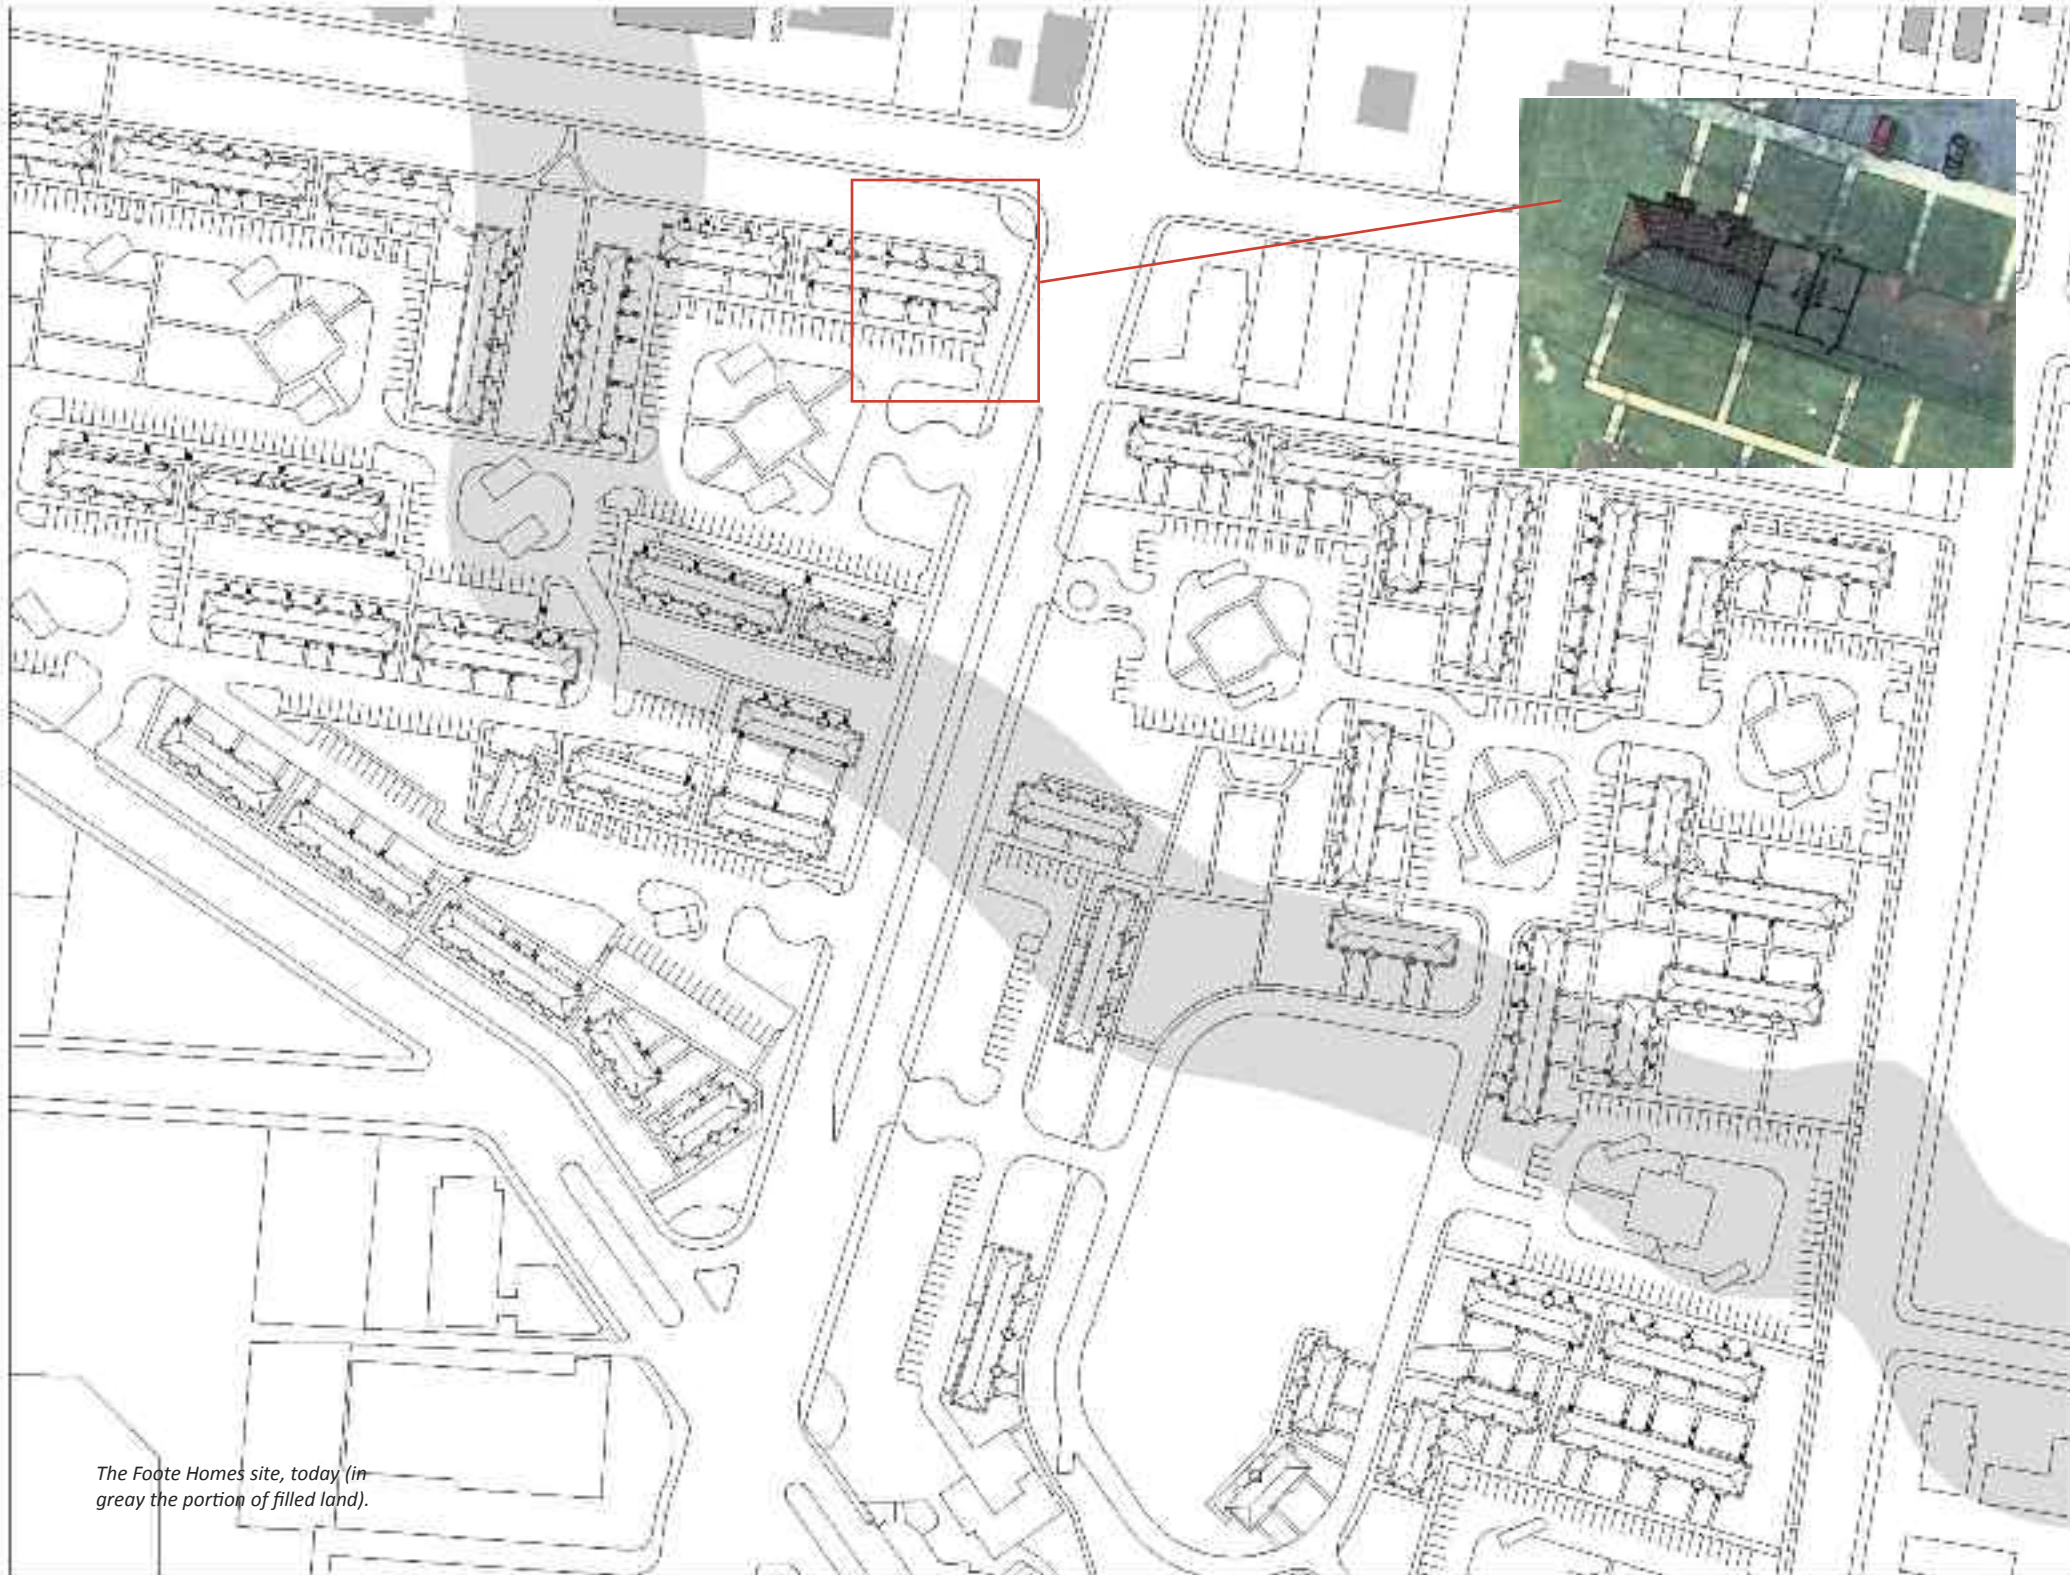 The Foote Homes site, today (in
greay the portion of filled land).